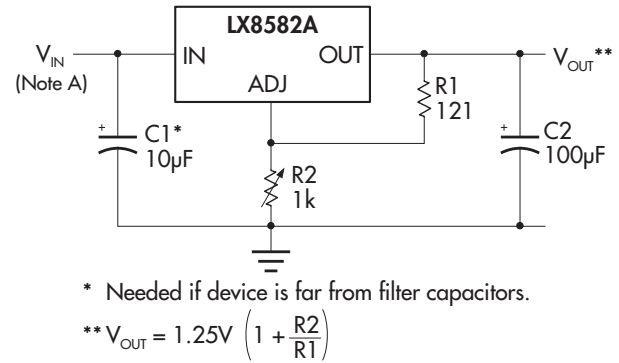 LX8582A
V_IN
(Note A)
IN
OUT
ADJ
V_OUT**
R1
121
C1*
10µF
C2
100µF
R2
1k
* Needed if device is far from filter capacitors.
** V_OUT = 1.25V (1 + R2/R1)